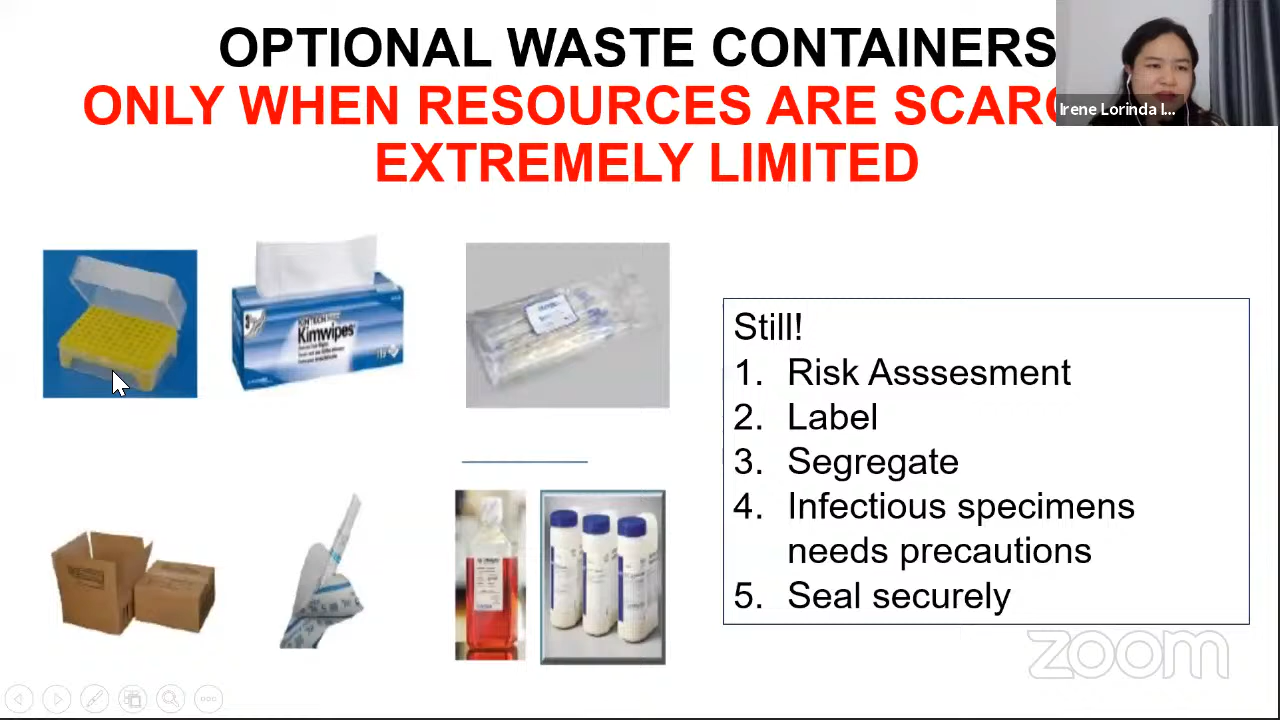 OPTIONAL WASTE CONTAINERS
ONLY WHEN RESOURCES ARE
EXTREMELY LIMITED
Irene Lorinda I...
Kimwipes
Still!
1. Risk Asssesment
2. Label
3. Segregate
4. Infectious specimens
needs precautions
5. Seal securely
zoom